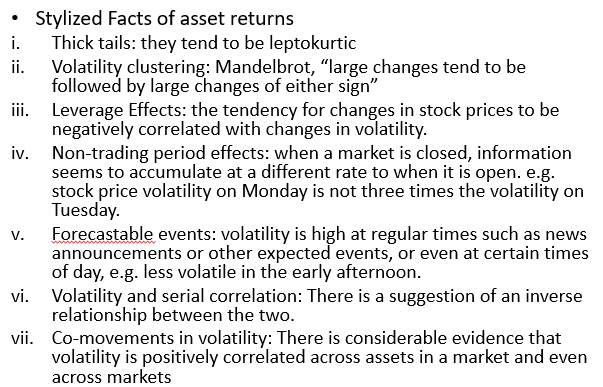 • Stylized Facts of asset returns
i. Thick tails: they tend to be leptokurtic
ii. Volatility clustering: Mandelbrot, “large changes tend to be
followed by large changes of either sign”
iii. Leverage Effects: the tendency for changes in stock prices to be
negatively correlated with changes in volatility.
iv. Non-trading period effects: when a market is closed, information
seems to accumulate at a different rate to when it is open. e.g.
stock price volatility on Monday is not three times the volatility on
Tuesday.
v. Forecastable events: volatility is high at regular times such as news
announcements or other expected events, or even at certain times
of day, e.g. less volatile in the early afternoon.
vi. Volatility and serial correlation: There is a suggestion of an inverse
relationship between the two.
vii. Co-movements in volatility: There is considerable evidence that
volatility is positively correlated across assets in a market and even
across markets